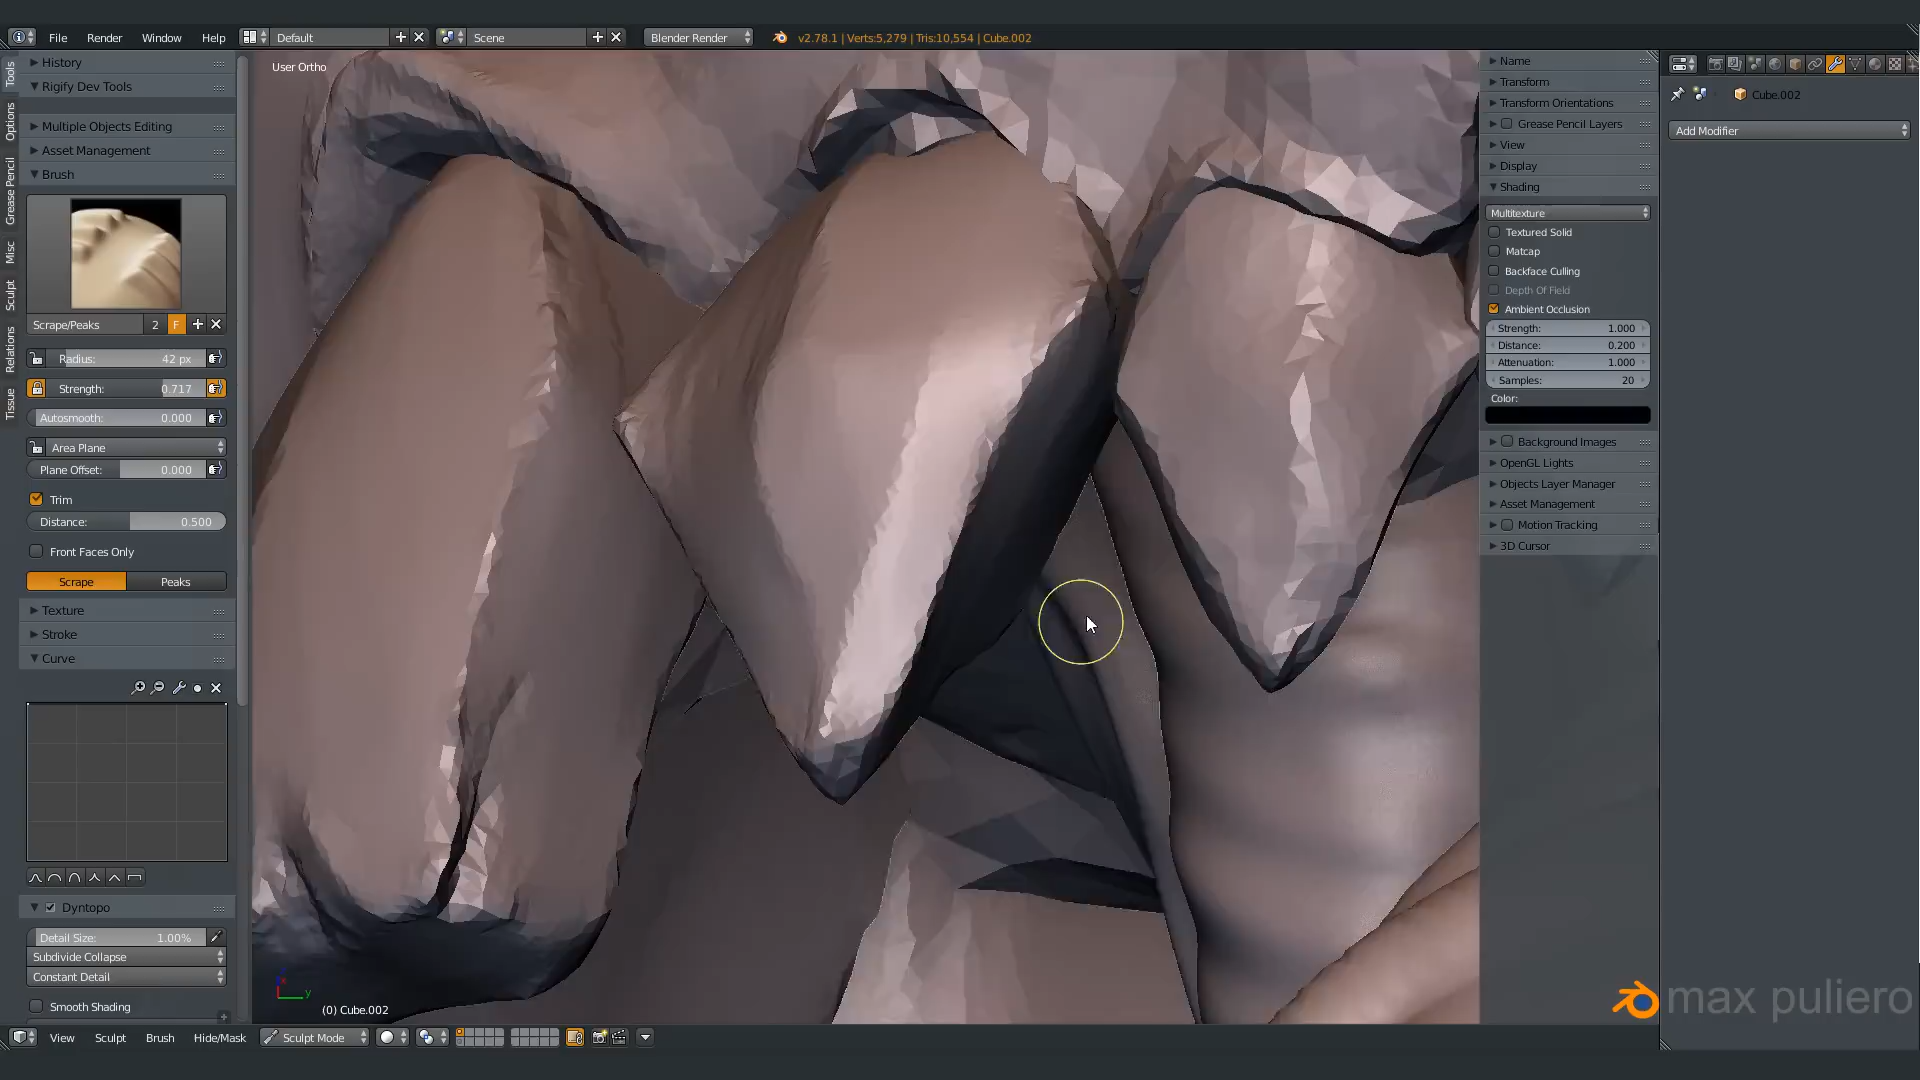 File Render Window Help Default Scene Blender Render v2.78.1 | Verts:5,279 | Tris:10,554 | Cube.002
User Ortho
Tools
Options
Grease Pencil
Misc
Sculpt
Relations
Tissue
History
Rigify Dev Tools
Multiple Objects Editing
Asset Management
Brush
Scrape/Peaks 2 F
Radius: 42 px
Strength: 0.717
Autosmooth: 0.000
Area Plane
Plane Offset: 0.000
Trim
Distance: 0.500
Front Faces Only
Scrape Peaks
Texture
Stroke
Curve
Dyntopo
Detail Size: 1.00%
Subdivide Collapse
Constant Detail
Smooth Shading
y
(0) Cube.002
View Sculpt Brush Hide/Mask Sculpt Mode
Name
Transform
Transform Orientations
Grease Pencil Layers
View
Display
Shading
Multitexture
Textured Solid
Matcap
Backface Culling
Depth Of Field
Ambient Occlusion
Strength: 1.000
Distance: 0.200
Attenuation: 1.000
Samples: 20
Color:
Background Images
OpenGL Lights
Objects Layer Manager
Asset Management
Motion Tracking
3D Cursor
Cube.002
Add Modifier
max puliero